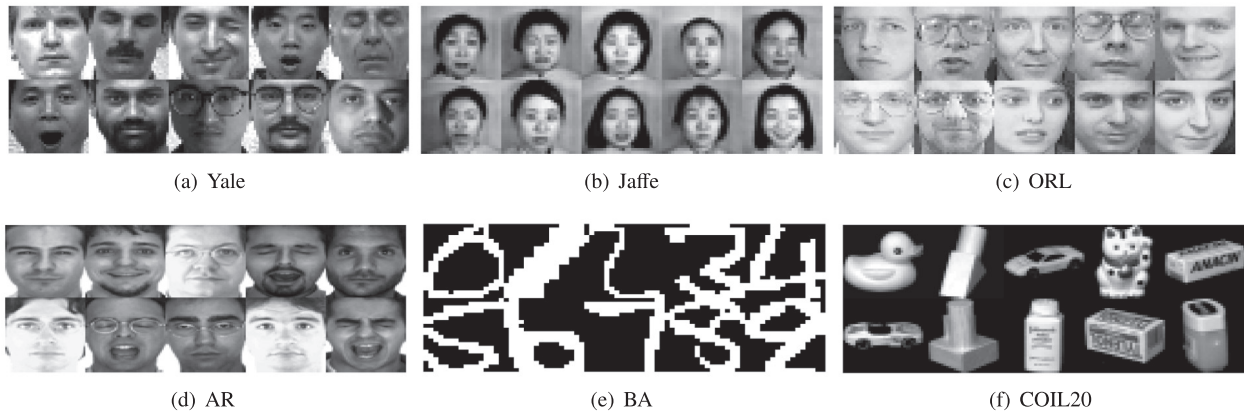 (a) Yale
(b) Jaffe
(c) ORL
ANACIN
(d) AR
(e) BA
(f) COIL20